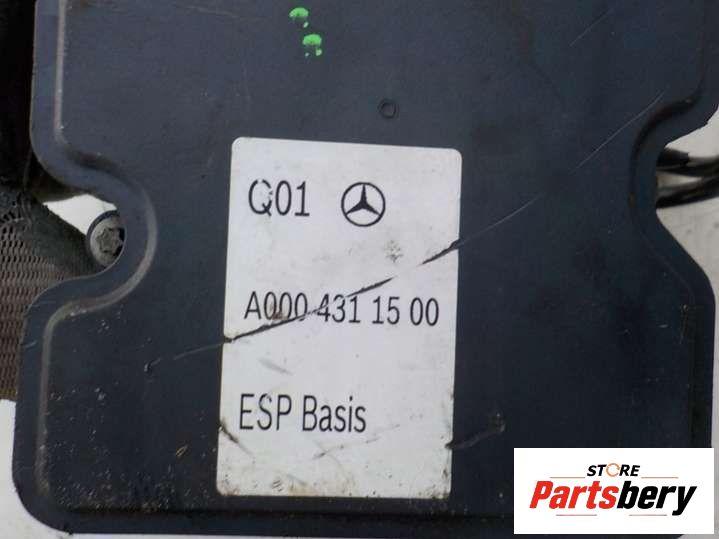 Q01
A000 431 15 00
ESP Basis
STORE
Partsbery